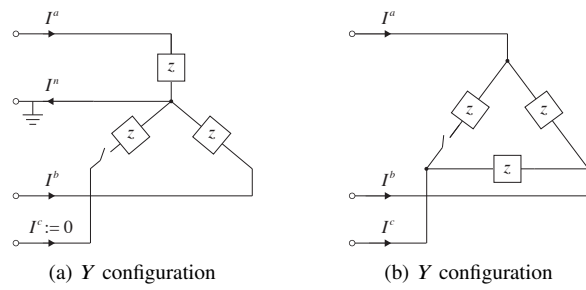 I^a
z
I^n
z
z
I^b
I^c := 0
(a) Y configuration
I^a
z
z
z
I^b
I^c
(b) Y configuration